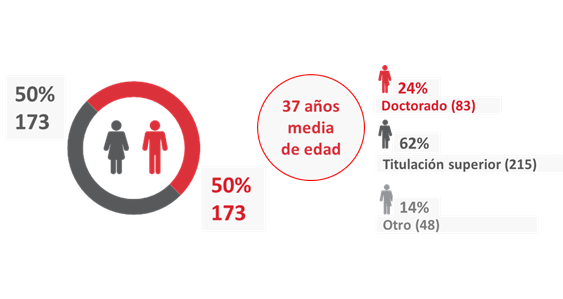 50%
173
50%
173
37 años
media
de edad
24%
Doctorado (83)
62%
Titulación superior (215)
14%
Otro (48)